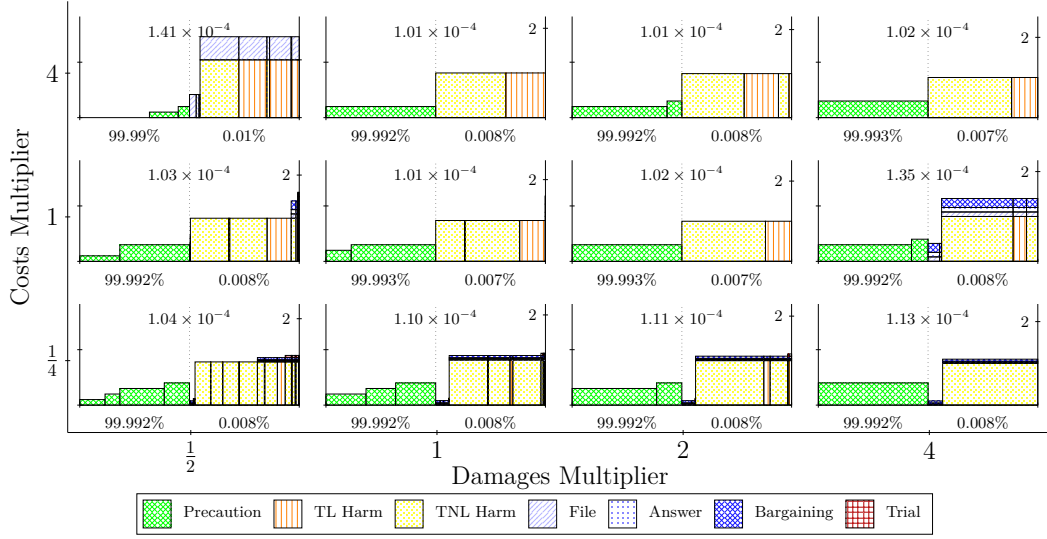 1.41 × 10⁻⁴ 1.01 × 10⁻⁴ 2 1.01 × 10⁻⁴ 2 1.02 × 10⁻⁴ 2
4
99.99% 0.01% 99.992% 0.008% 99.992% 0.008% 99.993% 0.007%
1.03 × 10⁻⁴ 2 1.01 × 10⁻⁴ 2 1.02 × 10⁻⁴ 2 1.35 × 10⁻⁴ 2
Costs Multiplier
1
99.992% 0.008% 99.993% 0.007% 99.993% 0.007% 99.992% 0.008%
1.04 × 10⁻⁴ 2 1.10 × 10⁻⁴ 2 1.11 × 10⁻⁴ 2 1.13 × 10⁻⁴ 2
1/4
99.992% 0.008% 99.992% 0.008% 99.992% 0.008% 99.992% 0.008%
1/2 1 2 4
Damages Multiplier
Precaution TL Harm TNL Harm File Answer Bargaining Trial